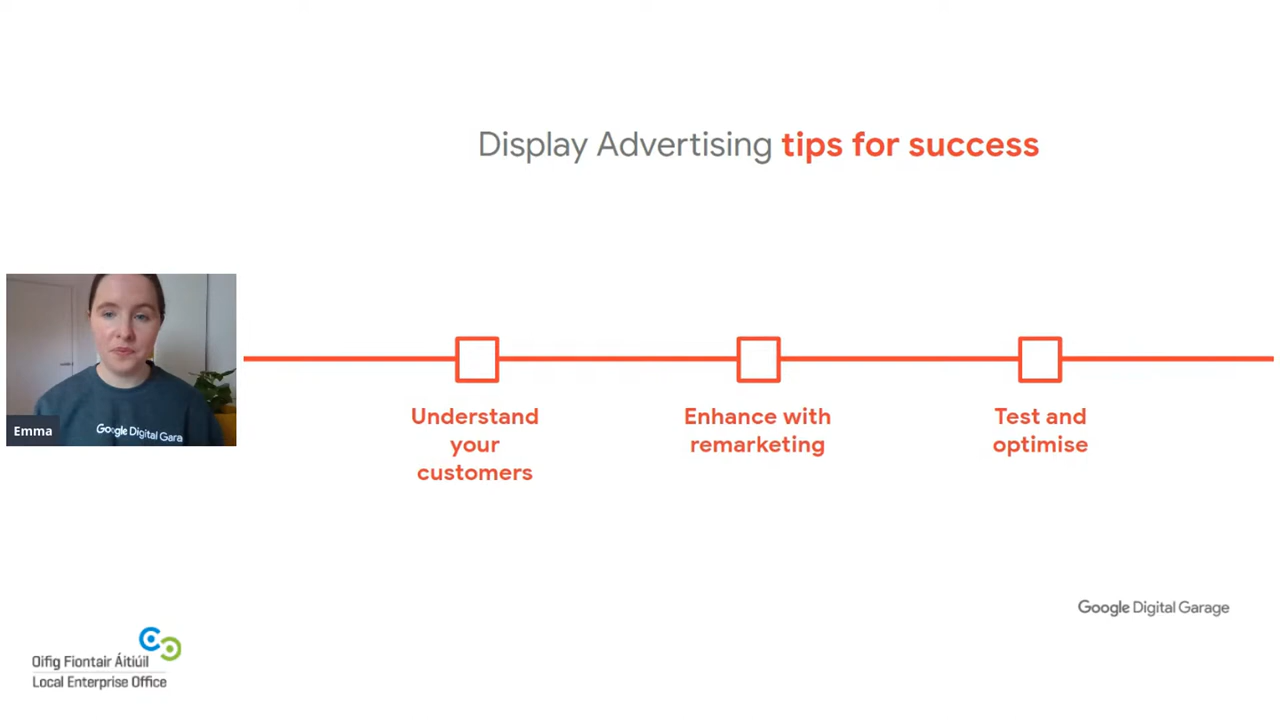 Display Advertising tips for success
Emma
Google Digital Gara
Understand
your
customers
Enhance with
remarketing
Test and
optimise
Google Digital Garage
Oifig Fiontair Áitiúil
Local Enterprise Office